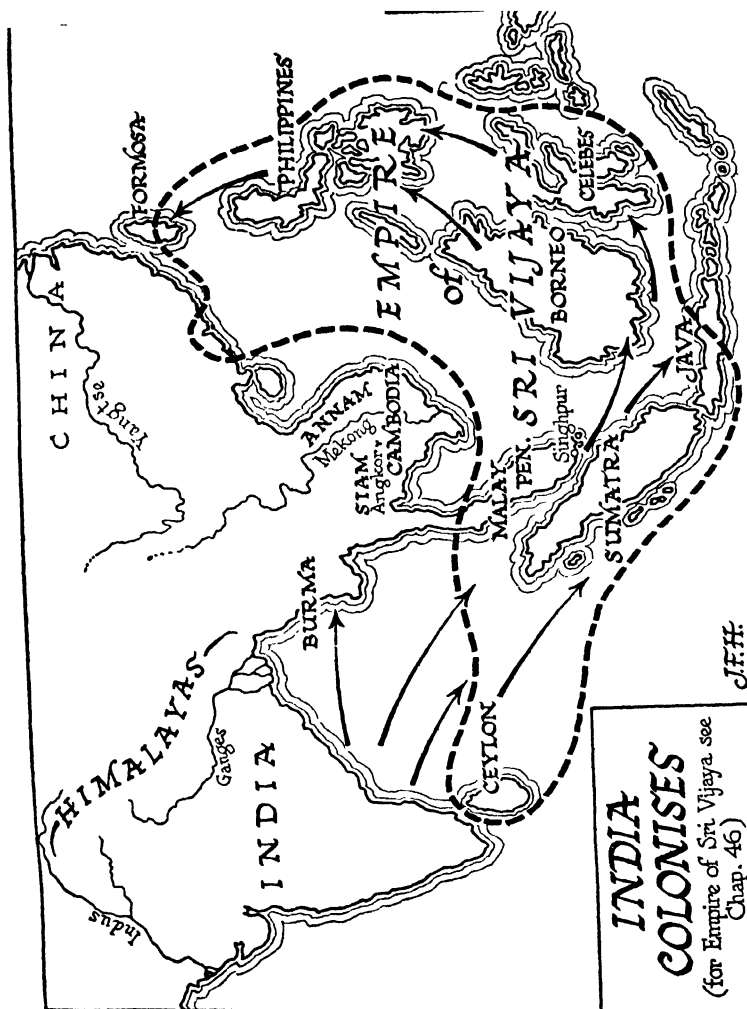 CHINA
Yangtse
FORMOSA
PHILIPPINES'
HIMALAYAS
Indus
Ganges
INDIA
BURMA
SIAM
Angkor
CAMBODIA
ANNAM
Mekong
EMPIRE
of
SRI VIJAYA
MALAY
PEN.
Singhpur
BORNEO
CELEBES
CEYLON
SUMATRA
JAVA
INDIA
COLONISES
(for Empire of Sri Vijaya see
Chap. 46)
J.F.H.